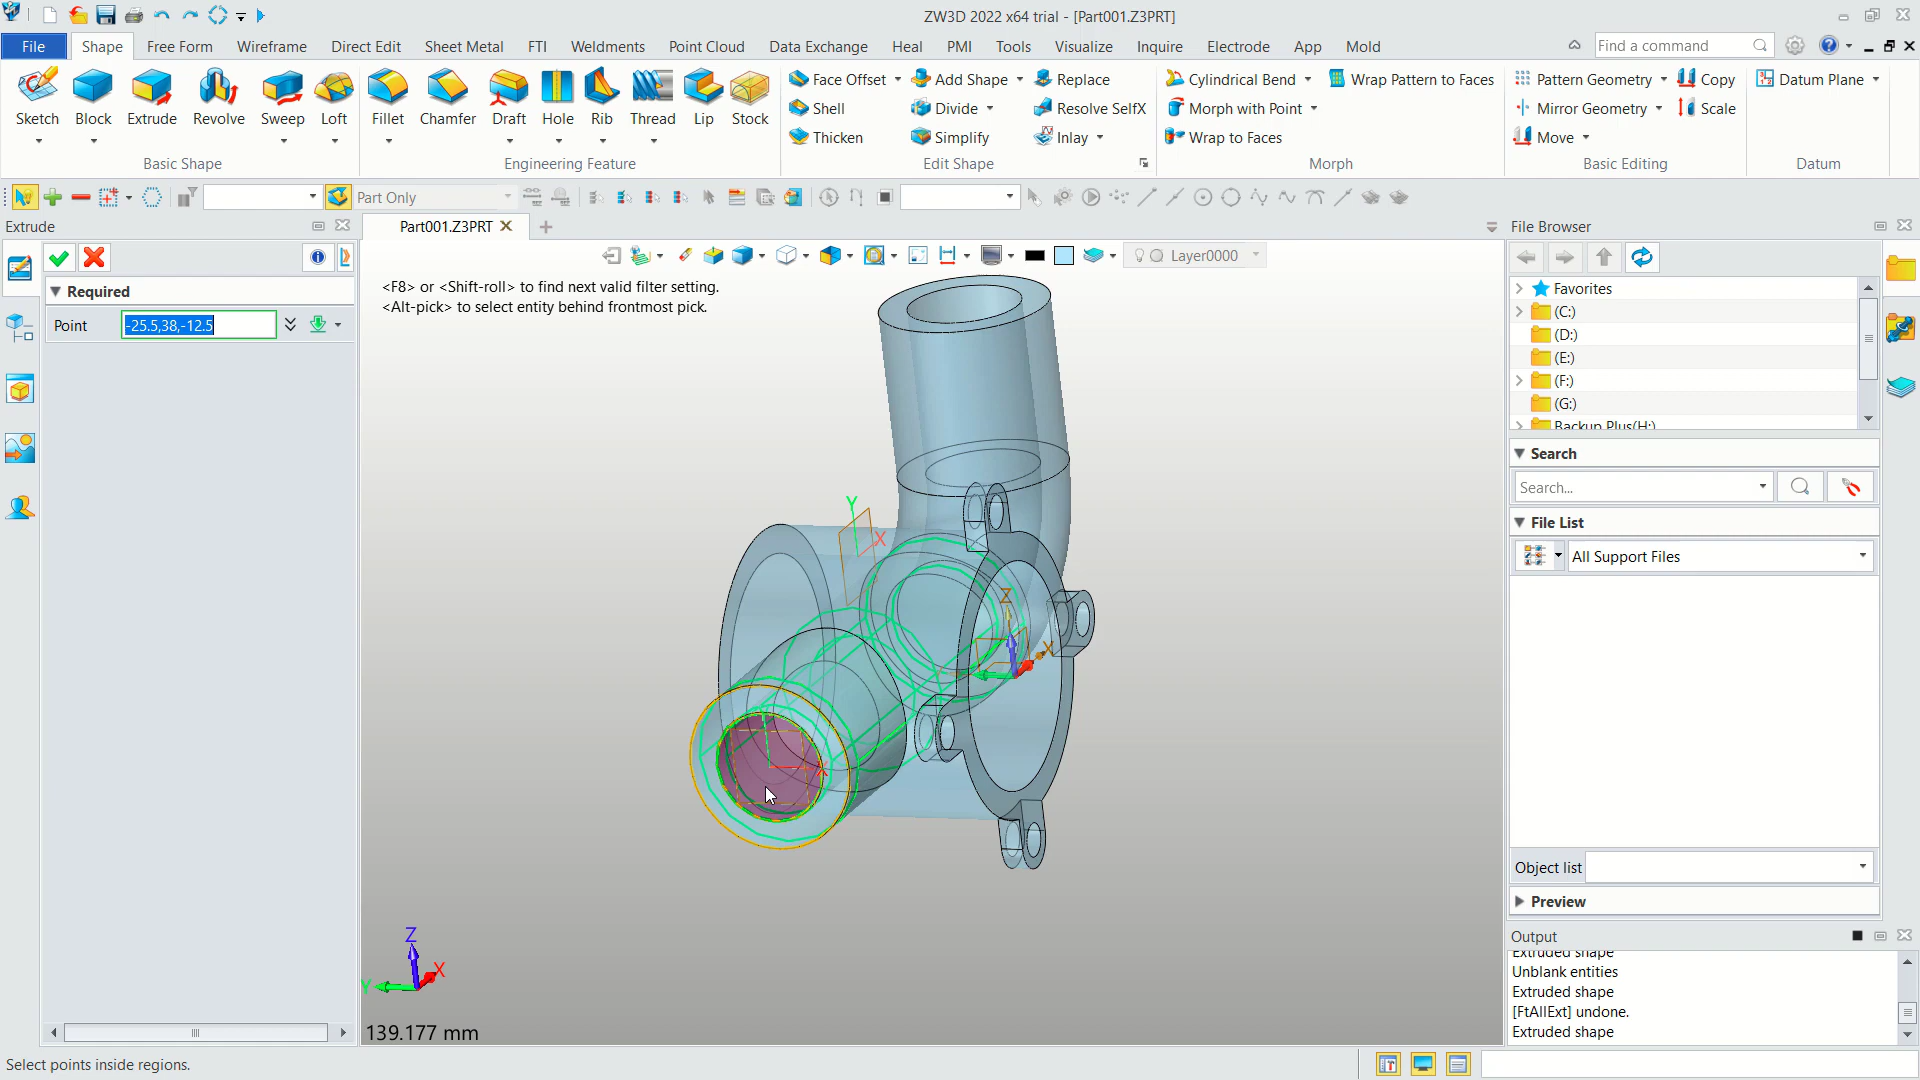 ZW3D 2022 x64 trial - [Part001.Z3PRT]
File Shape Free Form Wireframe Direct Edit Sheet Metal FTI Weldments Point Cloud Data Exchange Heal PMI Tools Visualize Inquire Electrode App Mold Find a command
Sketch Block Extrude Revolve Sweep Loft
Basic Shape
Fillet Chamfer Draft Hole Rib Thread Lip Stock
Engineering Feature
Face Offset Add Shape Replace
Shell Divide Resolve SelfX
Thicken Simplify Inlay
Edit Shape
Cylindrical Bend Wrap Pattern to Faces
Morph with Point
Wrap to Faces
Morph
Pattern Geometry Copy
Mirror Geometry Scale
Move
Basic Editing
Datum Plane
Datum
Part Only
Extrude
Required
Point -25.5,38,-12.5
Part001.Z3PRT
Layer0000
<F8> or <Shift-roll> to find next valid filter setting.
<Alt-pick> to select entity behind frontmost pick.
Y
X
Z
X
X
Z
X
Y
139.177 mm
File Browser
Favorites
(C:)
(D:)
(E:)
(F:)
(G:)
Backup Plus(H:)
Search
Search...
File List
All Support Files
Object list
Preview
Output
Extruded shape
Unblank entities
Extruded shape
[FtAllExt] undone.
Extruded shape
Select points inside regions.